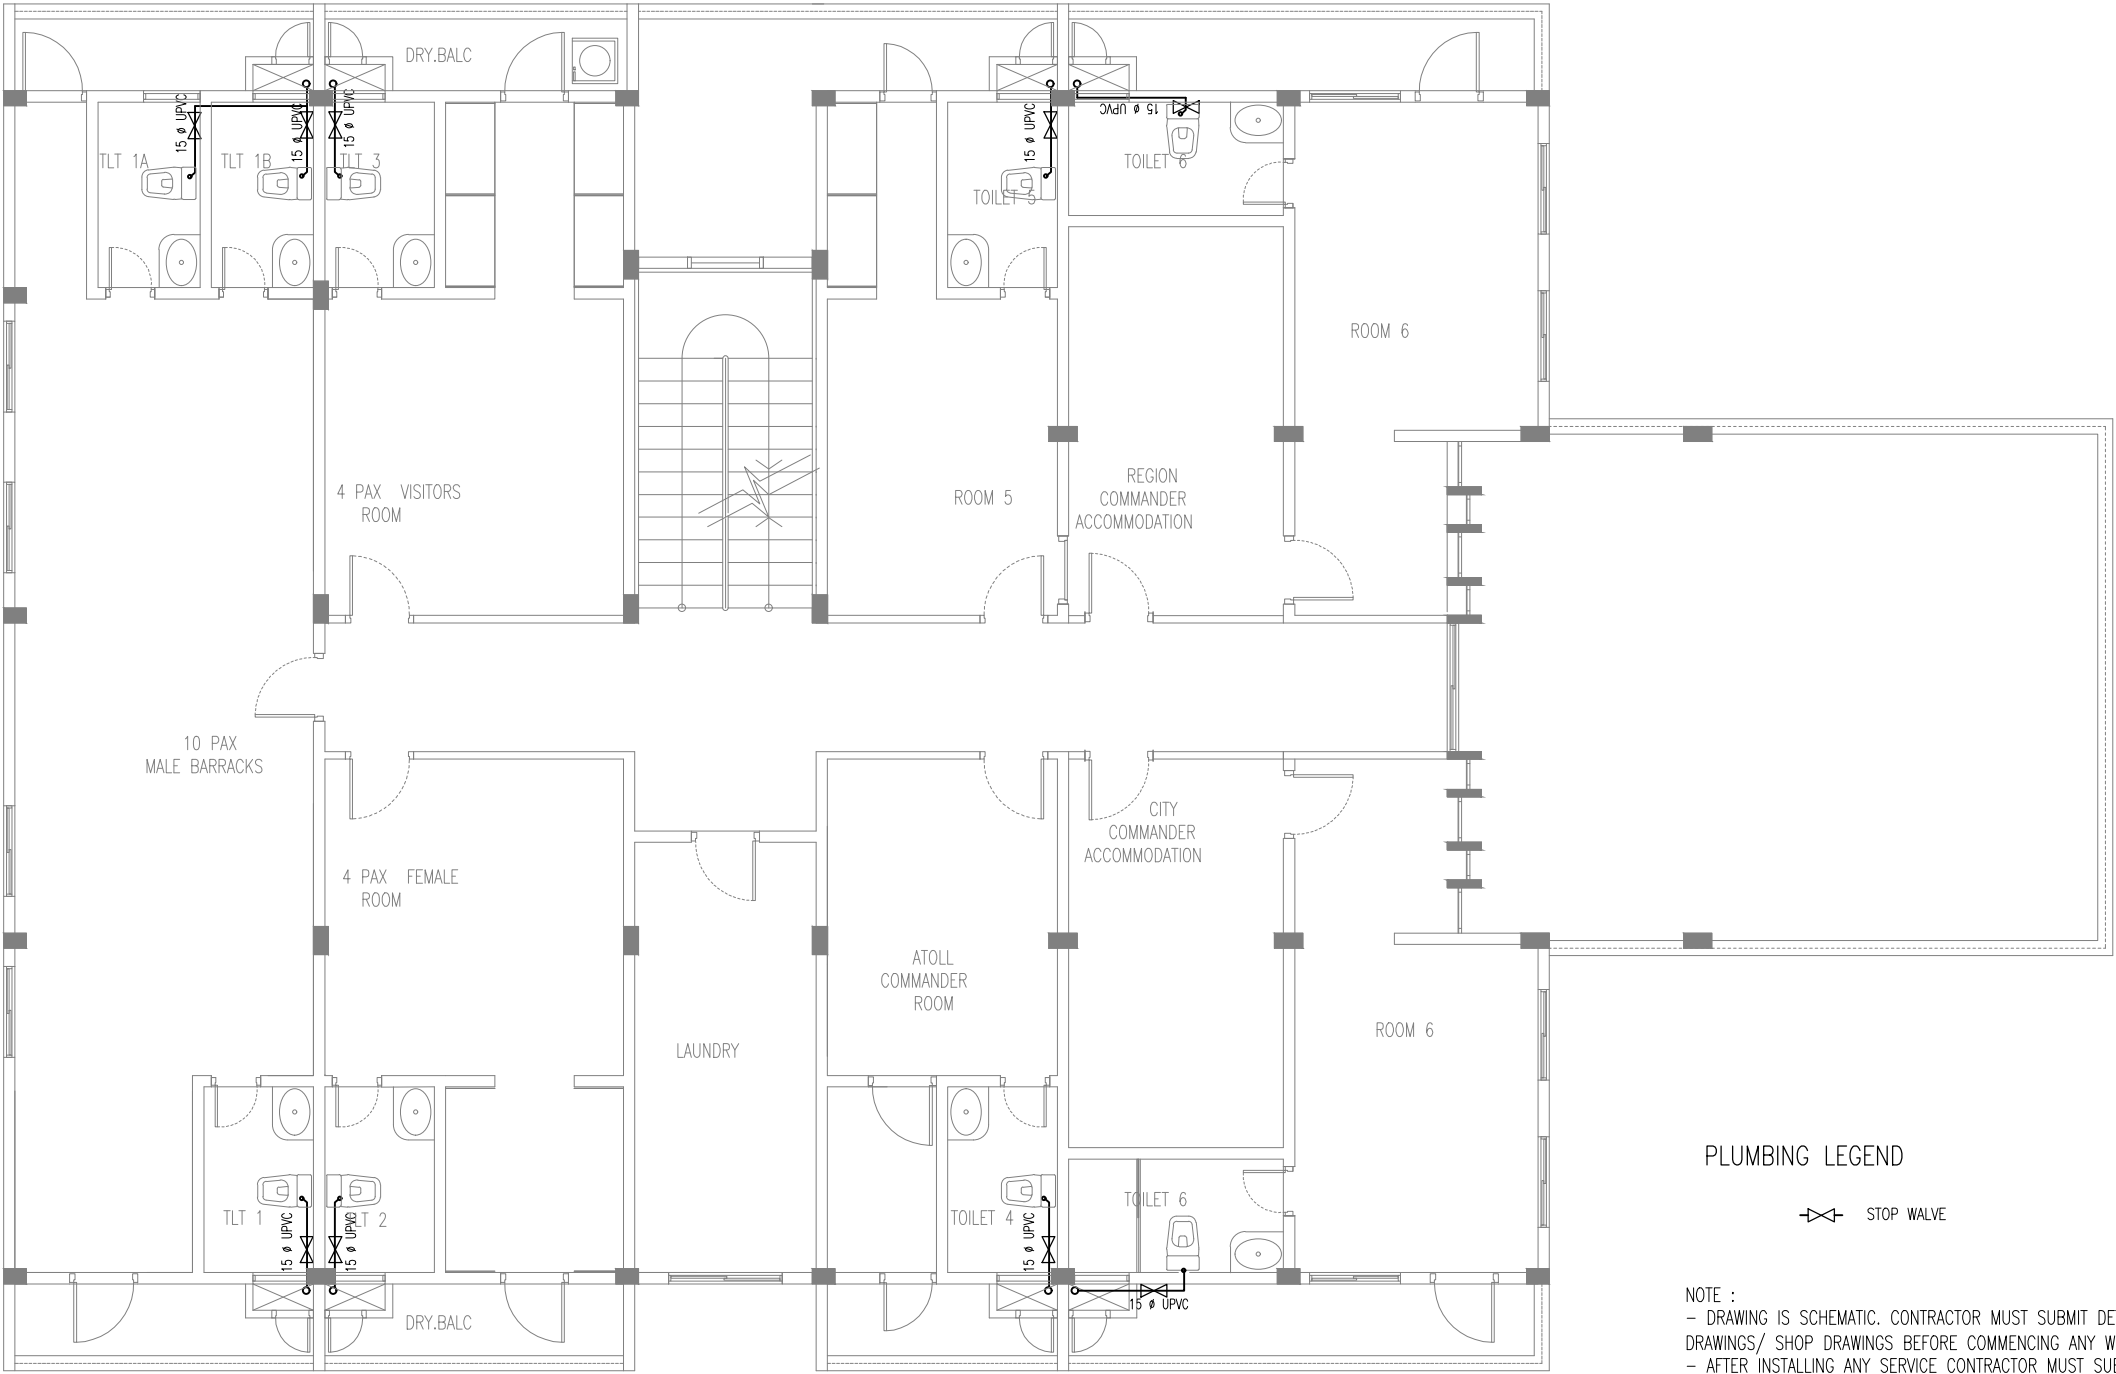 DRY.BALC
15 ø UPVC
15 ø UPVC
15 ø UPVC
15 ø UPVC
15 ø UPVC
TLT 1A
TLT 1B
TLT 3
TOILET 5
TOILET 6
ROOM 6
4 PAX VISITORS
ROOM
ROOM 5
REGION
COMMANDER
ACCOMMODATION
10 PAX
MALE BARRACKS
4 PAX FEMALE
ROOM
CITY
COMMANDER
ACCOMMODATION
ATOLL
COMMANDER
ROOM
LAUNDRY
ROOM 6
TLT 1
TLT 2
TOILET 4
TOILET 6
15 ø UPVC
15 ø UPVC
15 ø UPVC
15 ø UPVC
DRY.BALC
PLUMBING LEGEND
STOP WALVE
NOTE :
– DRAWING IS SCHEMATIC. CONTRACTOR MUST SUBMIT
DRAWINGS/ SHOP DRAWINGS BEFORE COMMENCING ANY
– AFTER INSTALLING ANY SERVICE CONTRACTOR MUST